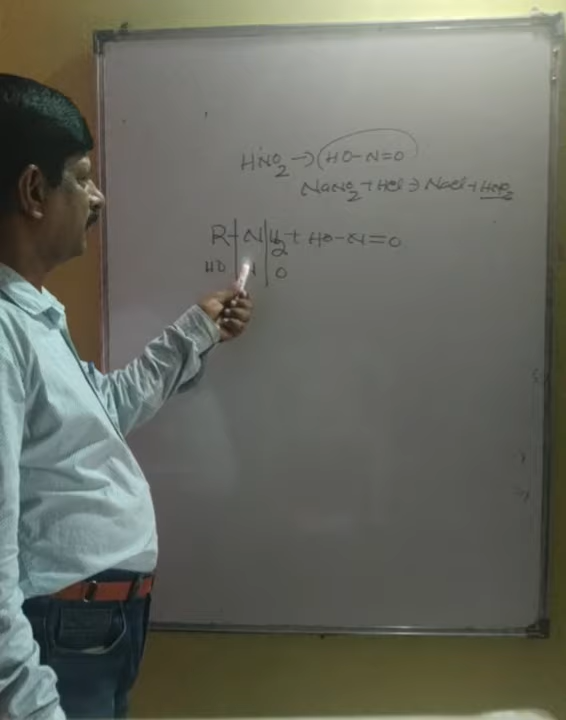 HNO2 → (HO-N=O
NaNO2 + HCl → NaCl + HNO2
R-|N|H2 + HO-N=O
HO |N| O